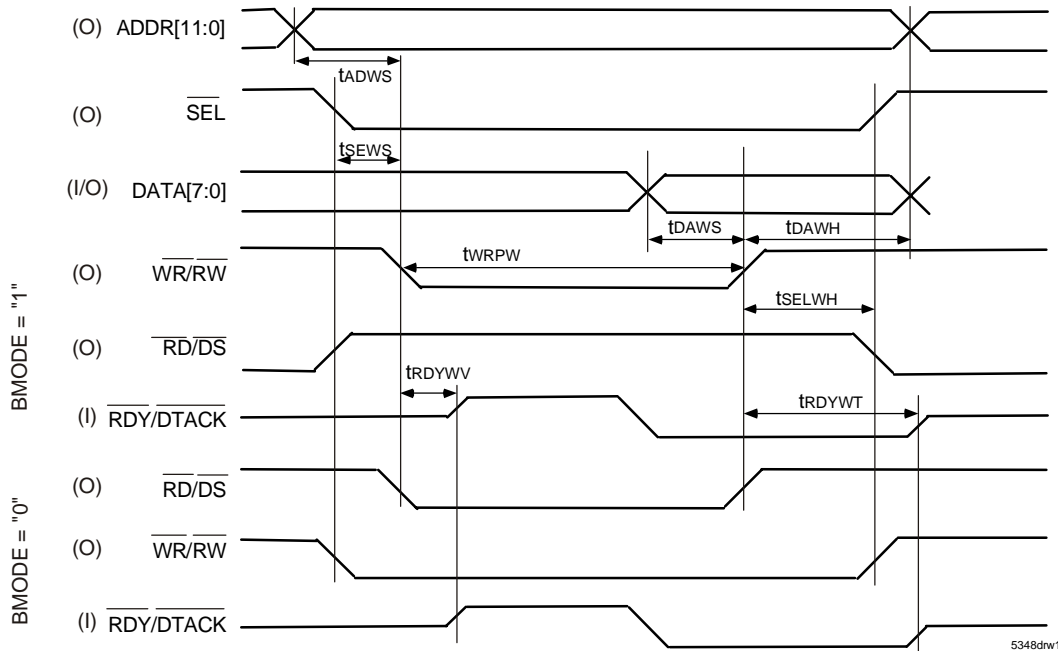 (O) ADDR[11:0]
tADWS
(O) SEL
tSEWS
(I/O) DATA[7:0]
tDAWS
tDAWH
(O) WR/RW
tWRPW
tSELWH
BMODE = "1"
(O) RD/DS
tRDYWV
(I) RDY/DTACK
tRDYWT
(O) RD/DS
BMODE = "0"
(O) WR/RW
(I) RDY/DTACK